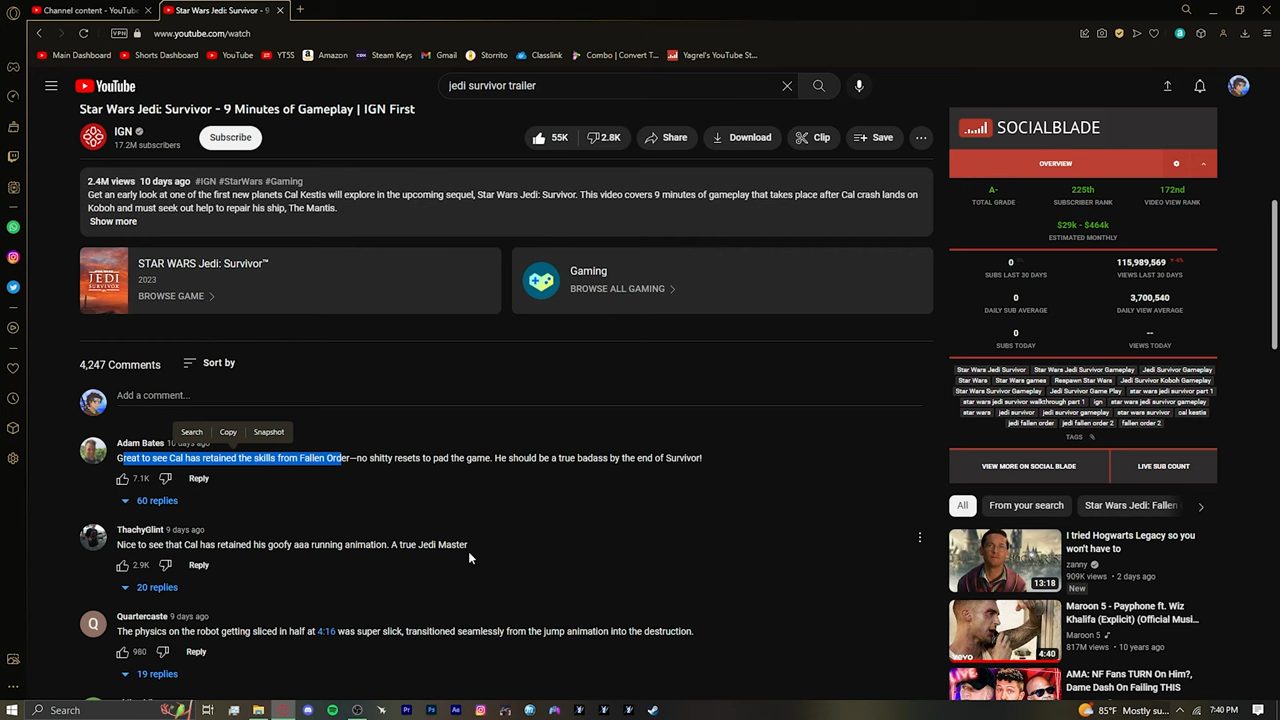 Channel content - YouTub
Star Wars Jedi: Survivor - 9
VPN
www.youtube.com/watch
Main Dashboard
Shorts Dashboard
YouTube
YT5S
Amazon
Steam Keys
Gmail
Storrito
Classlink
Combo | Convert T...
Yagrel's YouTube St...
YouTube
jedi survivor trailer
Star Wars Jedi: Survivor - 9 Minutes of Gameplay | IGN First
IGN
17.2M subscribers
Subscribe
55K
2.8K
Share
Download
Clip
Save
2.4M views 10 days ago #IGN #StarWars #Gaming
Get an early look at one of the first new planets Cal Kestis will explore in the upcoming sequel, Star Wars Jedi: Survivor. This video covers 9 minutes of gameplay that takes place after Cal crash lands on
Koboh and must seek out help to repair his ship, The Mantis.
Show more
JEDI
SURVIVOR
STAR WARS Jedi: Survivor™
2023
BROWSE GAME
Gaming
BROWSE ALL GAMING
4,247 Comments
Sort by
Add a comment...
Search
Copy
Snapshot
Adam Bates 10 days ago
Great to see Cal has retained the skills from Fallen Order—no shitty resets to pad the game. He should be a true badass by the end of Survivor!
7.1K
Reply
60 replies
ThachyGlint 9 days ago
Nice to see that Cal has retained his goofy aaa running animation. A true Jedi Master
2.9K
Reply
20 replies
Q
Quartercaste 9 days ago
The physics on the robot getting sliced in half at 4:16 was super slick, transitioned seamlessly from the jump animation into the destruction.
980
Reply
19 replies
SOCIALBLADE
OVERVIEW
A-
225th
172nd
TOTAL GRADE
SUBSCRIBER RANK
VIDEO VIEW RANK
$29k - $464k
ESTIMATED MONTHLY
0
115,989,569
SUBS LAST 30 DAYS
VIEWS LAST 30 DAYS
0
3,700,540
DAILY SUB AVERAGE
DAILY VIEW AVERAGE
0
--
SUBS TODAY
VIEWS TODAY
Star Wars Jedi Survivor Star Wars Jedi Survivor Gameplay Jedi Survivor Gameplay
Star Wars Star Wars games Respawn Star Wars Jedi Survivor Koboh Gameplay
Star Wars Survivor Gameplay Jedi Survivor Game Play star wars jedi survivor part 1
star wars jedi survivor walkthrough part 1 ign star wars jedi survivor gameplay
star wars jedi survivor jedi survivor gameplay star wars survivor cal kestis
jedi fallen order jedi fallen order 2 fallen order 2
TAGS
VIEW MORE ON SOCIAL BLADE
LIVE SUB COUNT
All
From your search
Star Wars Jedi: Fallen
I tried Hogwarts Legacy so you
won't have to
zanny
909K views 2 days ago
New
13:18
Maroon 5 - Payphone ft. Wiz
Khalifa (Explicit) (Official Musi...
Maroon 5
817M views 10 years ago
vevo
4:40
AMA: NF Fans TURN On Him?,
Dame Dash On Failing THIS
Search
85°F Mostly su...
7:40 PM